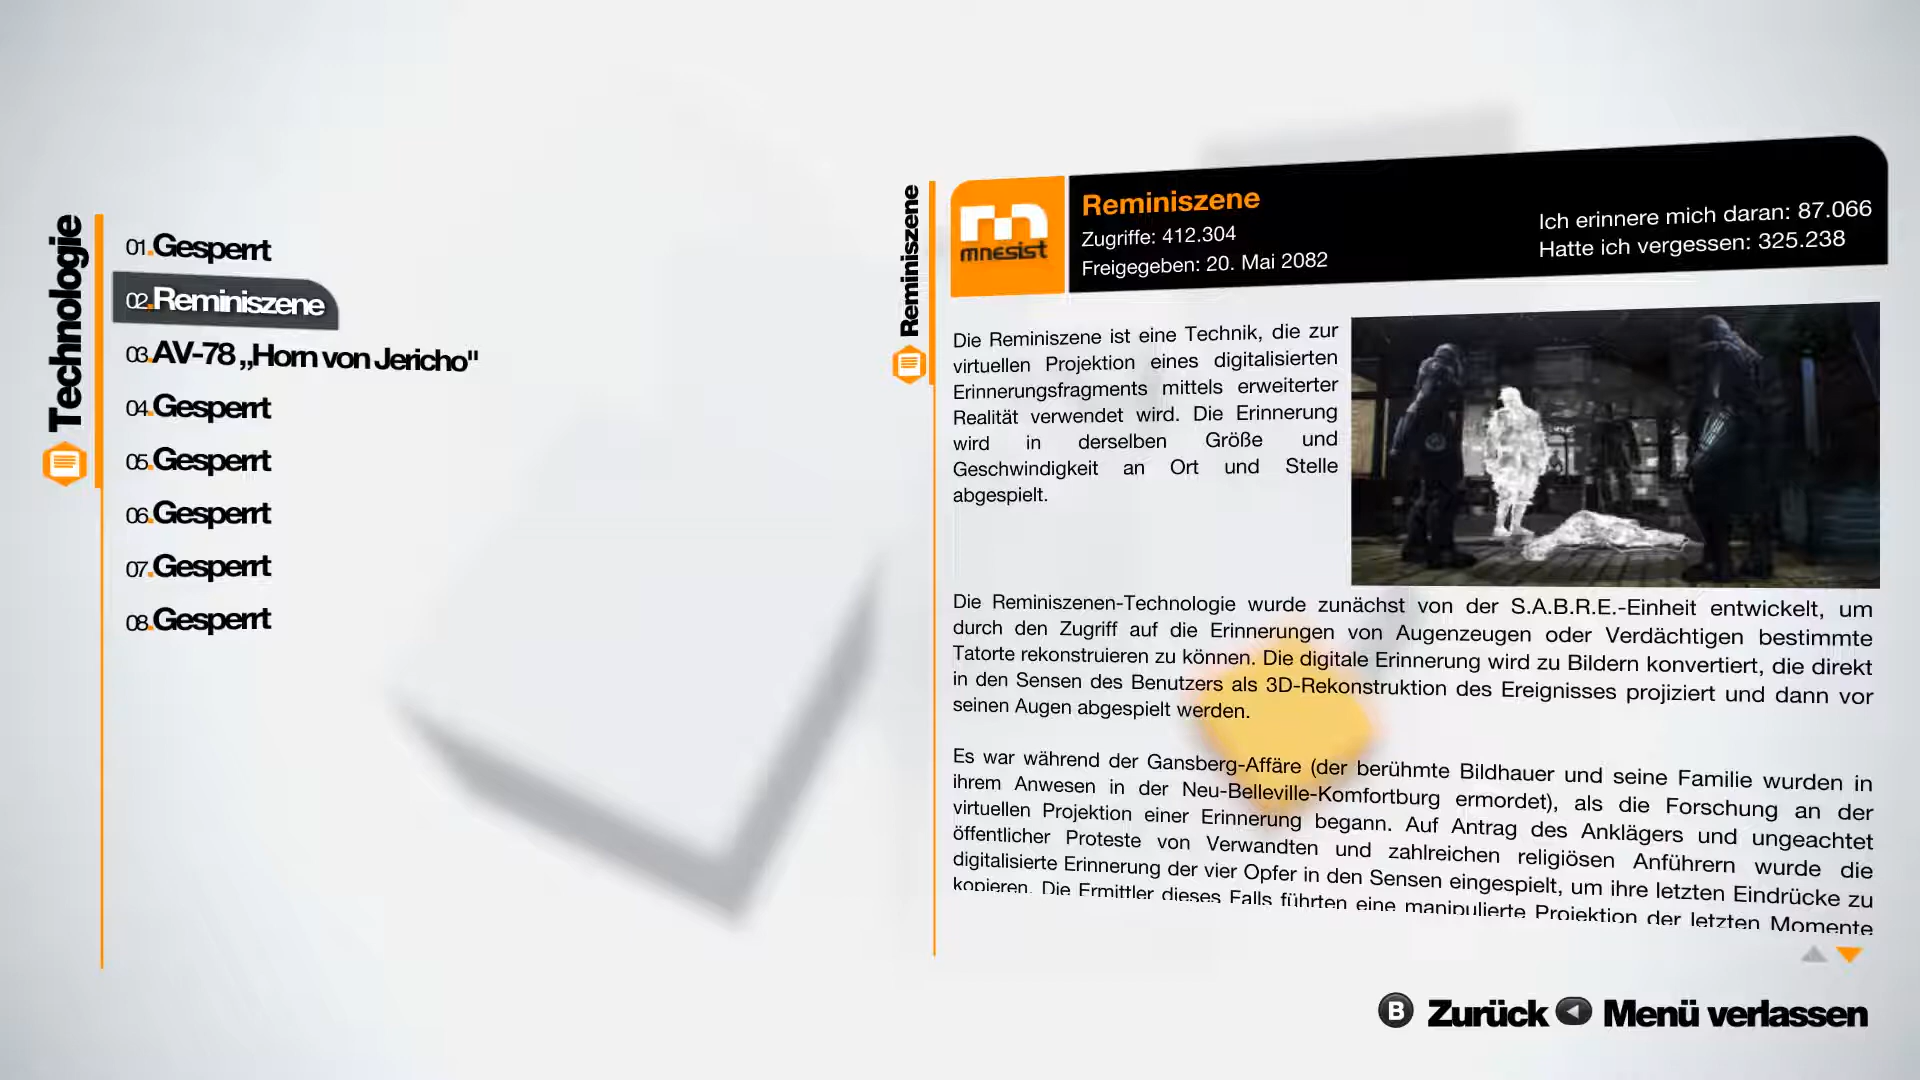 Technologie
01.Gesperrt
02.Reminiszene
03.AV-78 „Horn von Jericho"
04.Gesperrt
05.Gesperrt
06.Gesperrt
07.Gesperrt
08.Gesperrt
Reminiszene
mnesist
Reminiszene
Zugriffe: 412.304
Freigegeben: 20. Mai 2082
Ich erinnere mich daran: 87.066
Hatte ich vergessen: 325.238
Die Reminiszene ist eine Technik, die zur
virtuellen Projektion eines digitalisierten
Erinnerungsfragments mittels erweiterter
Realität verwendet wird. Die Erinnerung
wird in derselben Größe und
Geschwindigkeit an Ort und Stelle
abgespielt.
Die Reminiszenen-Technologie wurde zunächst von der S.A.B.R.E.-Einheit entwickelt, um
durch den Zugriff auf die Erinnerungen von Augenzeugen oder Verdächtigen bestimmte
Tatorte rekonstruieren zu können. Die digitale Erinnerung wird zu Bildern konvertiert, die direkt
in den Sensen des Benutzers als 3D-Rekonstruktion des Ereignisses projiziert und dann vor
seinen Augen abgespielt werden.
Es war während der Gansberg-Affäre (der berühmte Bildhauer und seine Familie wurden in
ihrem Anwesen in der Neu-Belleville-Komfortburg ermordet), als die Forschung an der
virtuellen Projektion einer Erinnerung begann. Auf Antrag des Anklägers und ungeachtet
öffentlicher Proteste von Verwandten und zahlreichen religiösen Anführern wurde die
digitalisierte Erinnerung der vier Opfer in den Sensen eingespielt, um ihre letzten Eindrücke zu
kopieren. Die Ermittler dieses Falls führten eine manipulierte Projektion der letzten Momente
B Zurück Menü verlassen